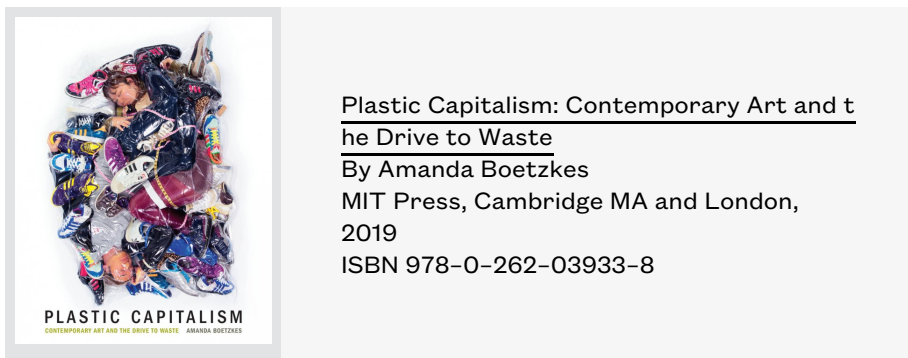 PLASTIC CAPITALISM
CONTEMPORARY ART AND THE DRIVE TO WASTE AMANDA BOETZKES
Plastic Capitalism: Contemporary Art and t
he Drive to Waste
By Amanda Boetzkes
MIT Press, Cambridge MA and London,
2019
ISBN 978-0-262-03933-8